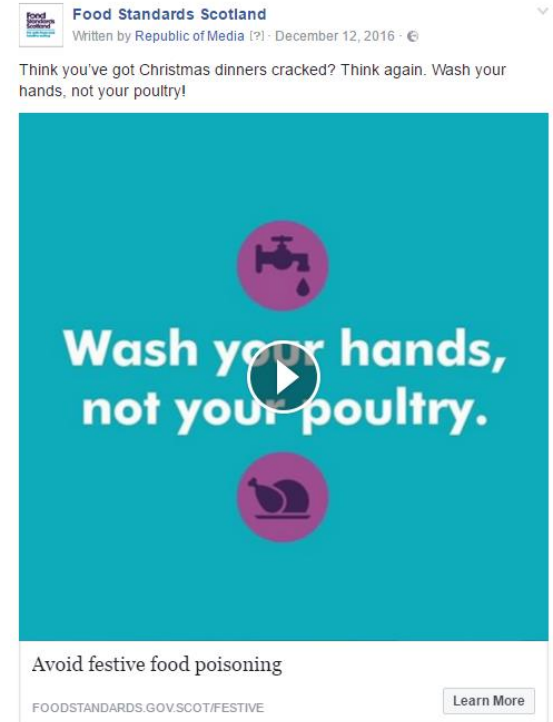 Food Standards Scotland
Written by Republic of Media [?] · December 12, 2016 ·
Think you've got Christmas dinners cracked? Think again. Wash your
hands, not your poultry!
Wash your hands,
not your poultry.
Avoid festive food poisoning
FOODSTANDARDS.GOV.SCOT/FESTIVE
Learn More